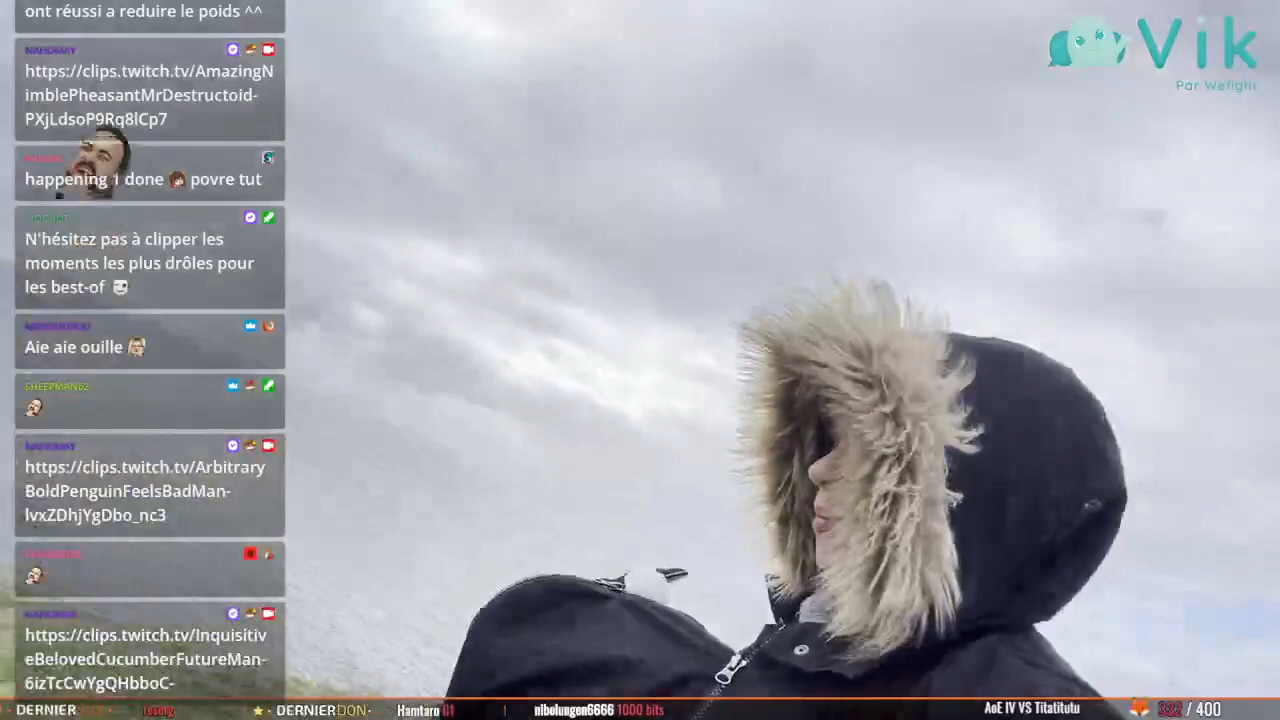 ont réussi a reduire le poids ^^
https://clips.twitch.tv/AmazingN
imblePheasantMrDestructoid-
PXjLdsoP9Rq8lCp7
happening 1 done povre tut
N'hésitez pas à clipper les
moments les plus drôles pour
les best-of
Aie aie ouille
SHEEPMAN62
https://clips.twitch.tv/Arbitrary
BoldPenguinFeelsBadMan-
lvxZDhjYgDbo_nc3
https://clips.twitch.tv/Inquisitiv
eBelovedCucumberFutureMan-
6izTcCwYgQHbboC-
Vik
Par Wefight
DERNIER
DERNIER DON
Hamtaro
nibelungen6666 1000 bits
AoE IV VS Titatitutu
322 / 400